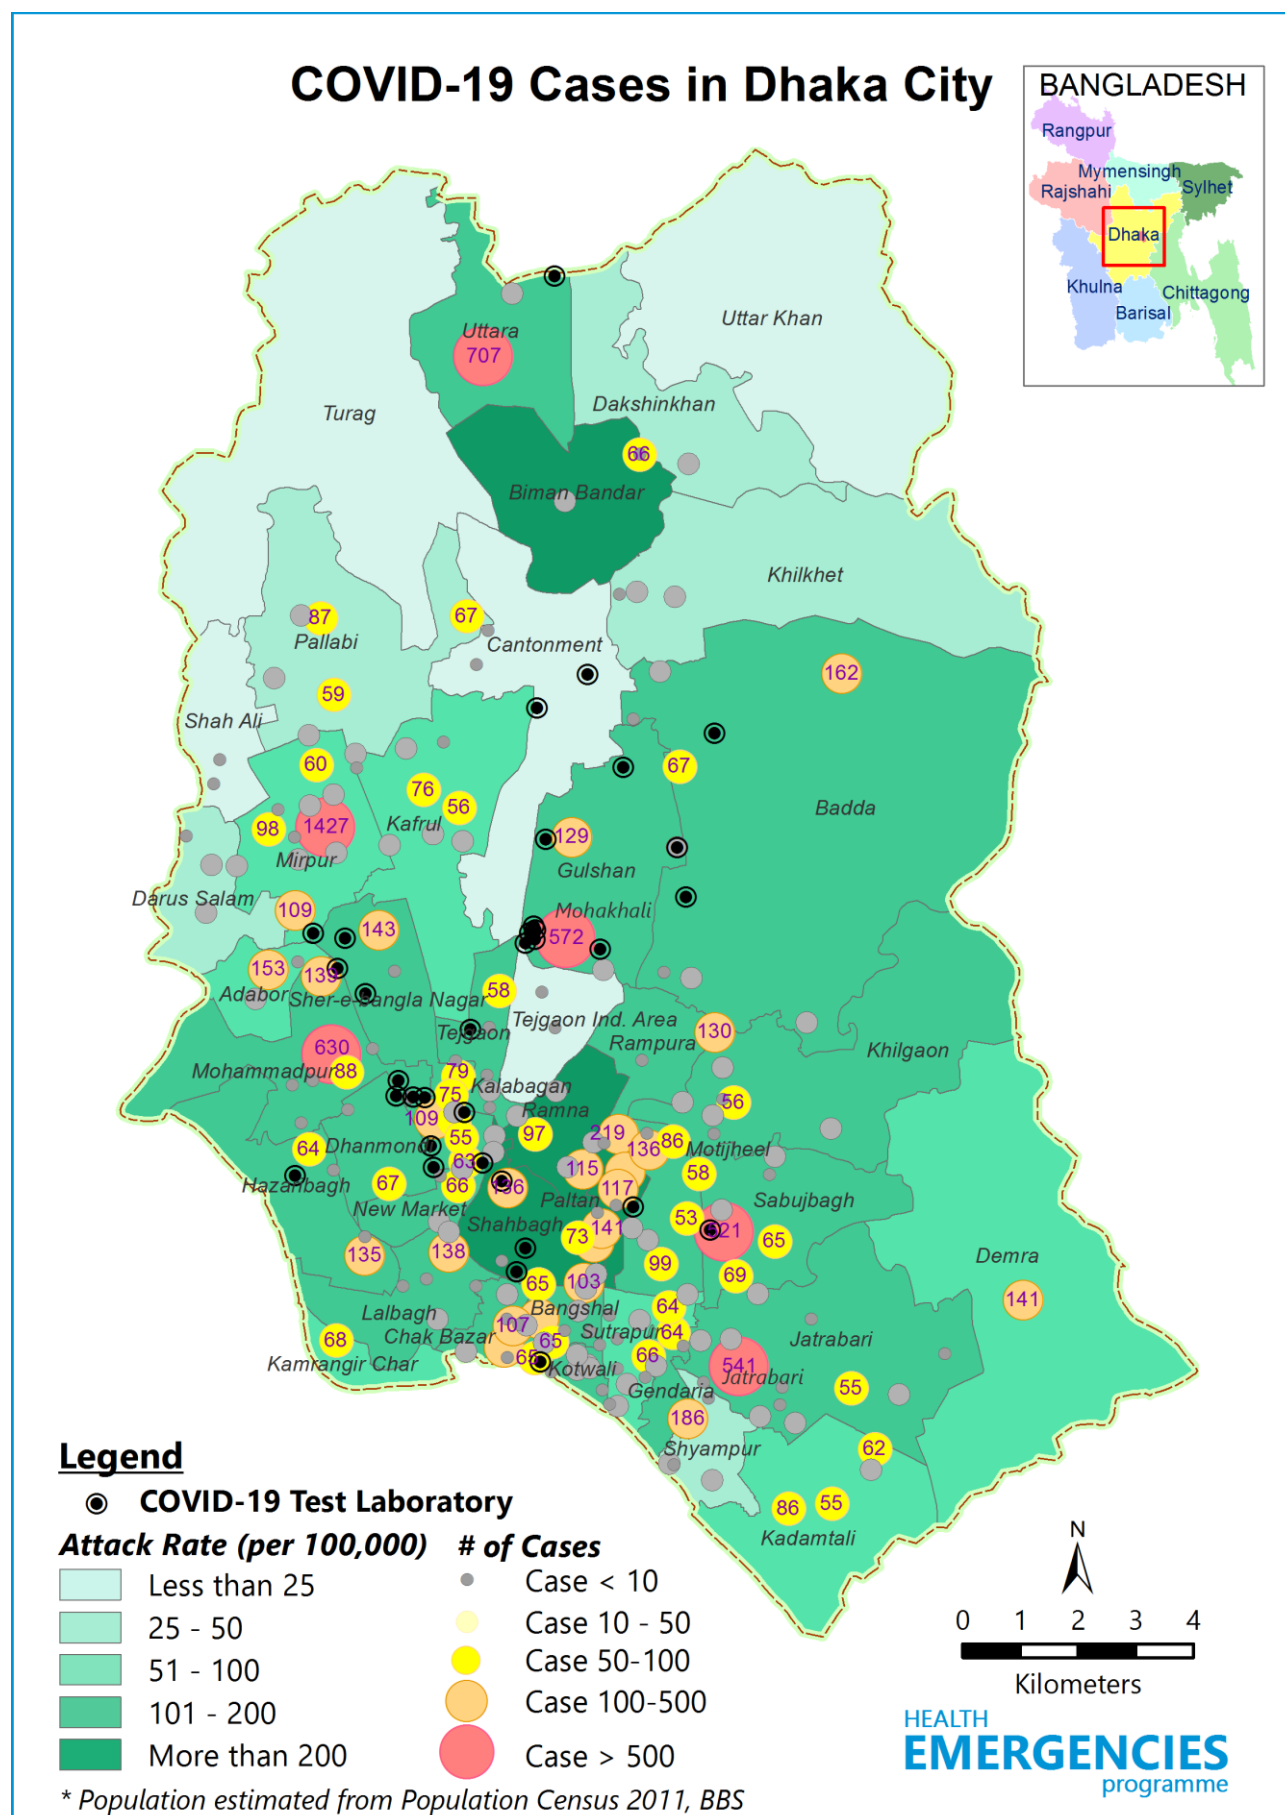 COVID-19 Cases in Dhaka City
BANGLADESH
Rangpur
Mymensingh
Rajshahi
Sylhet
Dhaka
Khulna
Chittagong
Barisal
Uttara
707
Uttar Khan
Turag
Dakshinkhan
66
Biman Bandar
Khilkhet
87
67
Pallabi
Cantonment
162
59
Shah Ali
60
67
76
56
Badda
98
1427
Kafrul
129
Mirpur
Gulshan
Darus Salam
109
Mohakhali
143
572
153
139
Adabor
Sher-e-bangla Nagar
58
Tejgaon Ind. Area
Tejgaon
130
Rampura
630
Khilgaon
Mohammadpur
88
79
Kalabagan
75
56
109
Ramna
Dhanmondi
55
97
219
86
64
136
Motijheel
63
115
58
Hazaribagh
67
66
136
117
Paltan
Sabujbagh
New Market
Shahbagh
141
53
21
73
65
135
138
Demra
99
65
103
69
141
Lalbagh
Bangshal
64
107
Chak Bazar
Sutrapur
64
Jatrabari
68
65
Kamrangir Char
65
Kotwali
66
541
Jatrabari
Gendaria
55
186
Shyampur
62
86
55
Kadamtali
Legend
COVID-19 Test Laboratory
Attack Rate (per 100,000)
Less than 25
25 - 50
51 - 100
101 - 200
More than 200
# of Cases
Case < 10
Case 10 - 50
Case 50-100
Case 100-500
Case > 500
* Population estimated from Population Census 2011, BBS
N
0 1 2 3 4
Kilometers
HEALTH
EMERGENCIES
programme